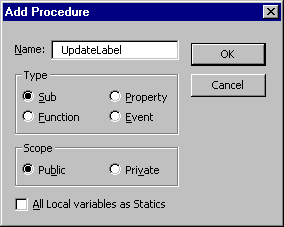 Add Procedure
Name: UpdateLabel
OK
Type
Cancel
Sub Property
Function Event
Scope
Public Private
All Local variables as Statics